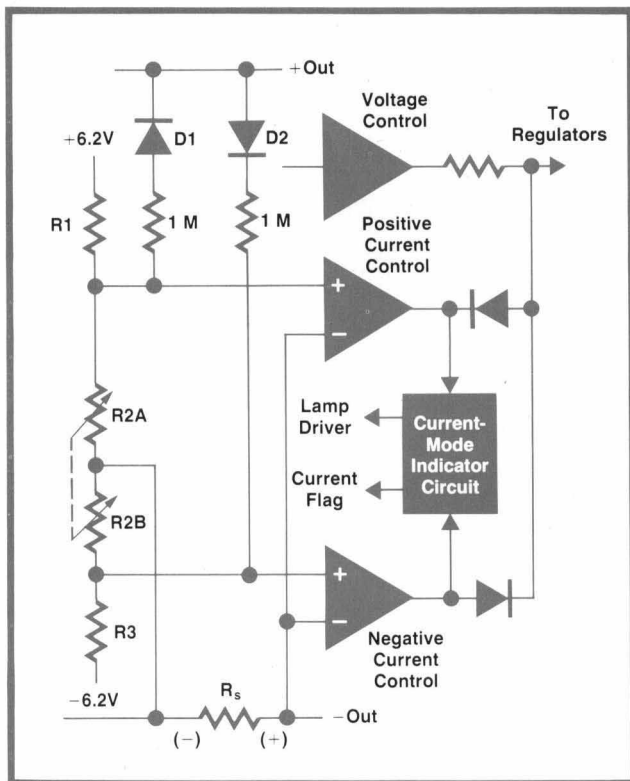 +Out
+6.2V
D1
D2
Voltage
Control
To
Regulators
R1
1 M
1 M
Positive
Current
Control
+
−
R2A
Lamp
Driver
Current-
Mode
Indicator
Circuit
Current
Flag
R2B
+
−
R3
Negative
Current
Control
−6.2V
Rs
−Out
(−)
(+)